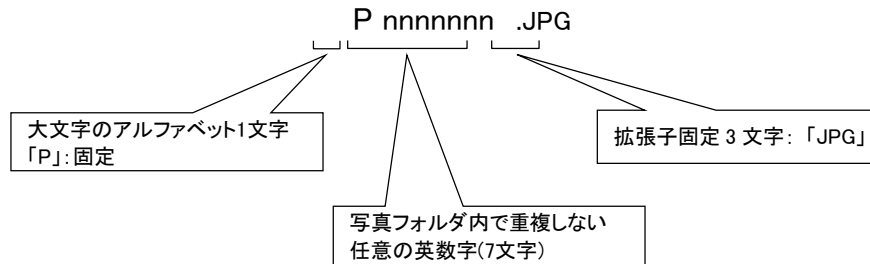 P nnnnnnn .JPG
大文字のアルファベット1文字
「P」：固定
拡張子固定 3 文字： 「JPG」
写真フォルダ内で重複しない
任意の英数字(7文字)